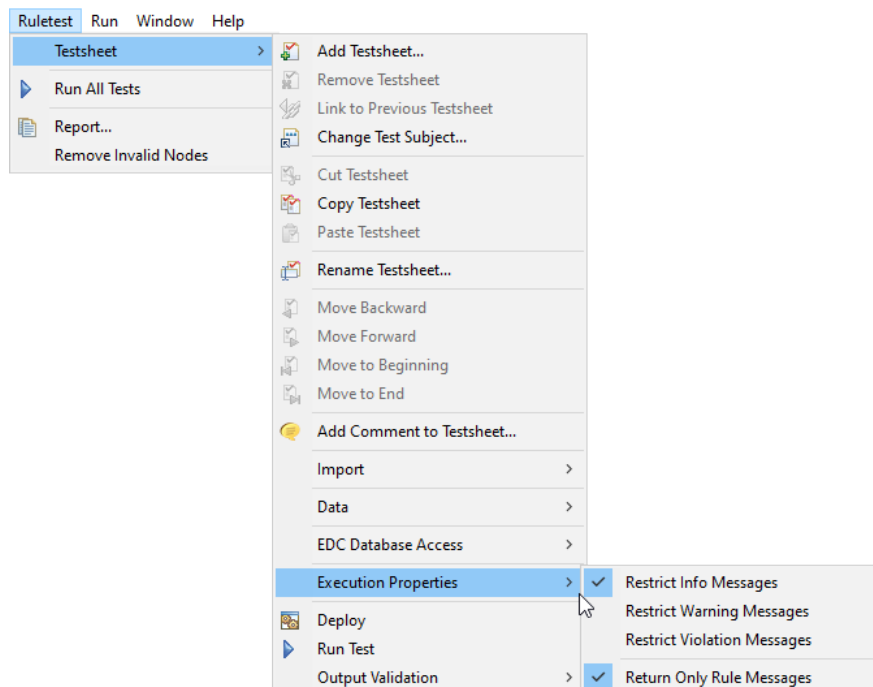 Ruletest Run Window Help
Testsheet
Run All Tests
Report...
Remove Invalid Nodes
Add Testsheet...
Remove Testsheet
Link to Previous Testsheet
Change Test Subject...
Cut Testsheet
Copy Testsheet
Paste Testsheet
Rename Testsheet...
Move Backward
Move Forward
Move to Beginning
Move to End
Add Comment to Testsheet...
Import
Data
EDC Database Access
Execution Properties
Deploy
Run Test
Output Validation
Restrict Info Messages
Restrict Warning Messages
Restrict Violation Messages
Return Only Rule Messages